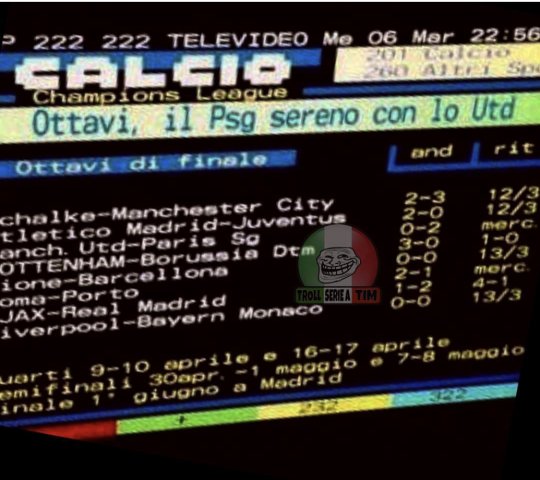 P 222 222 TELEVIDEO Me 06 Mar 22:56
CALCIO 201 Calcio
260 Altri Spo
Champions League
Ottavi, il Psg sereno con lo Utd
Ottavi di finale and rit
chalke-Manchester City 2-3 12/3
tletico Madrid-Juventus 2-0 12/3
anch. Utd-Paris Sg 0-2 merc.
OTTENHAM-Borussia Dtm 3-0 1-0
ione-Barcellona 0-0 13/3
oma-Porto 2-1 merc.
JAX-Real Madrid 1-2 4-1
iverpool-Bayern Monaco 0-0 13/3
TROLL SERIE A TIM
uarti 9-10 aprile e 16-17 aprile
emifinali 30apr.-1 maggio e 7-8 maggio
inale 1° giugno a Madrid
+ 232 322